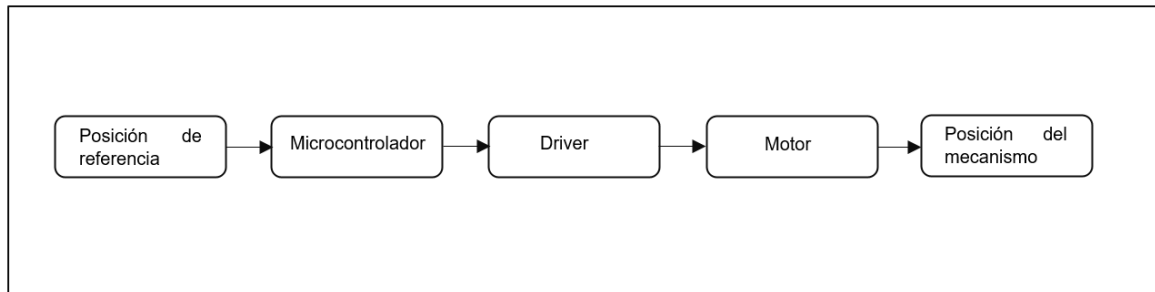 Posición de
referencia
Microcontrolador
Driver
Motor
Posición del
mecanismo